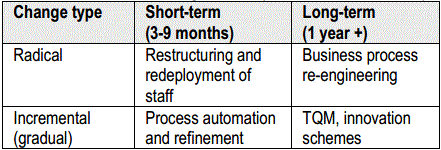 Change type
Short-term
(3-9 months)
Long-term
(1 year +)
Radical
Restructuring and
redeployment of
staff
Business process
re-engineering
Incremental
(gradual)
Process automation
and refinement
TQM, innovation
schemes